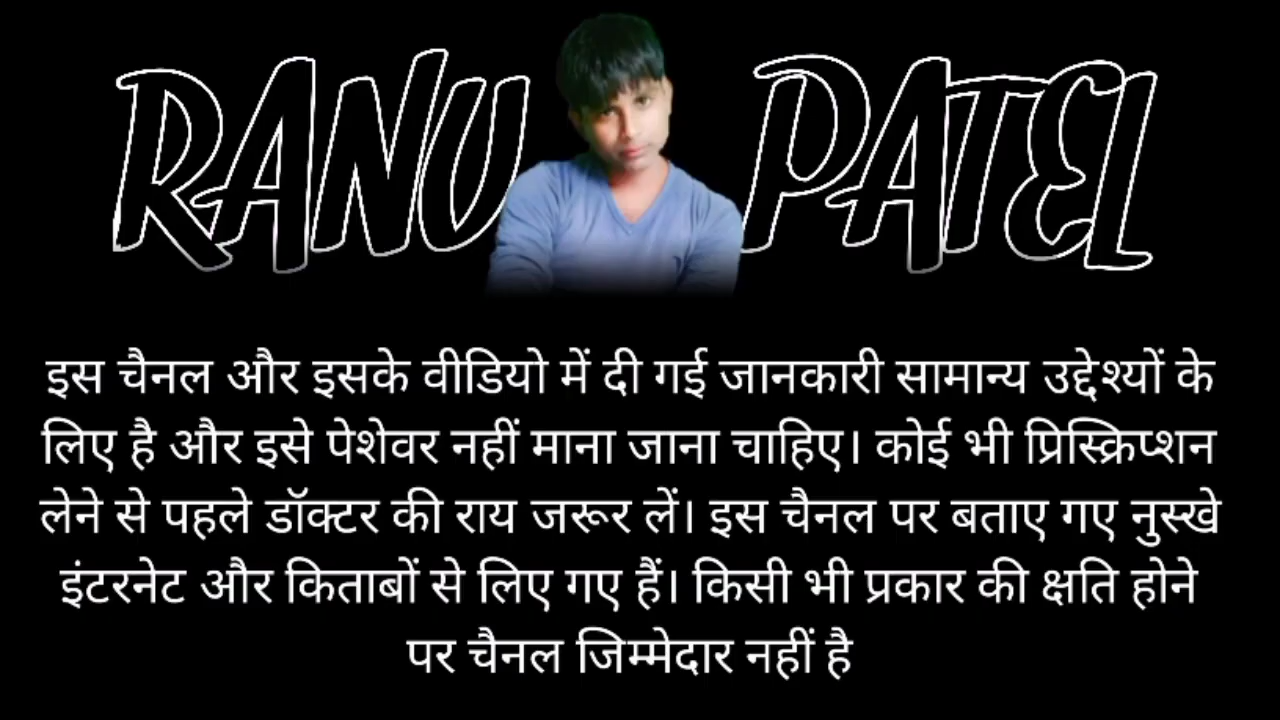 RANU PATEL
इस चैनल और इसके वीडियो में दी गई जानकारी सामान्य उद्देश्यों के
लिए है और इसे पेशेवर नहीं माना जाना चाहिए। कोई भी प्रिस्क्रिप्शन
लेने से पहले डॉक्टर की राय जरूर लें। इस चैनल पर बताए गए नुस्खे
इंटरनेट और किताबों से लिए गए हैं। किसी भी प्रकार की क्षति होने
पर चैनल जिम्मेदार नहीं है